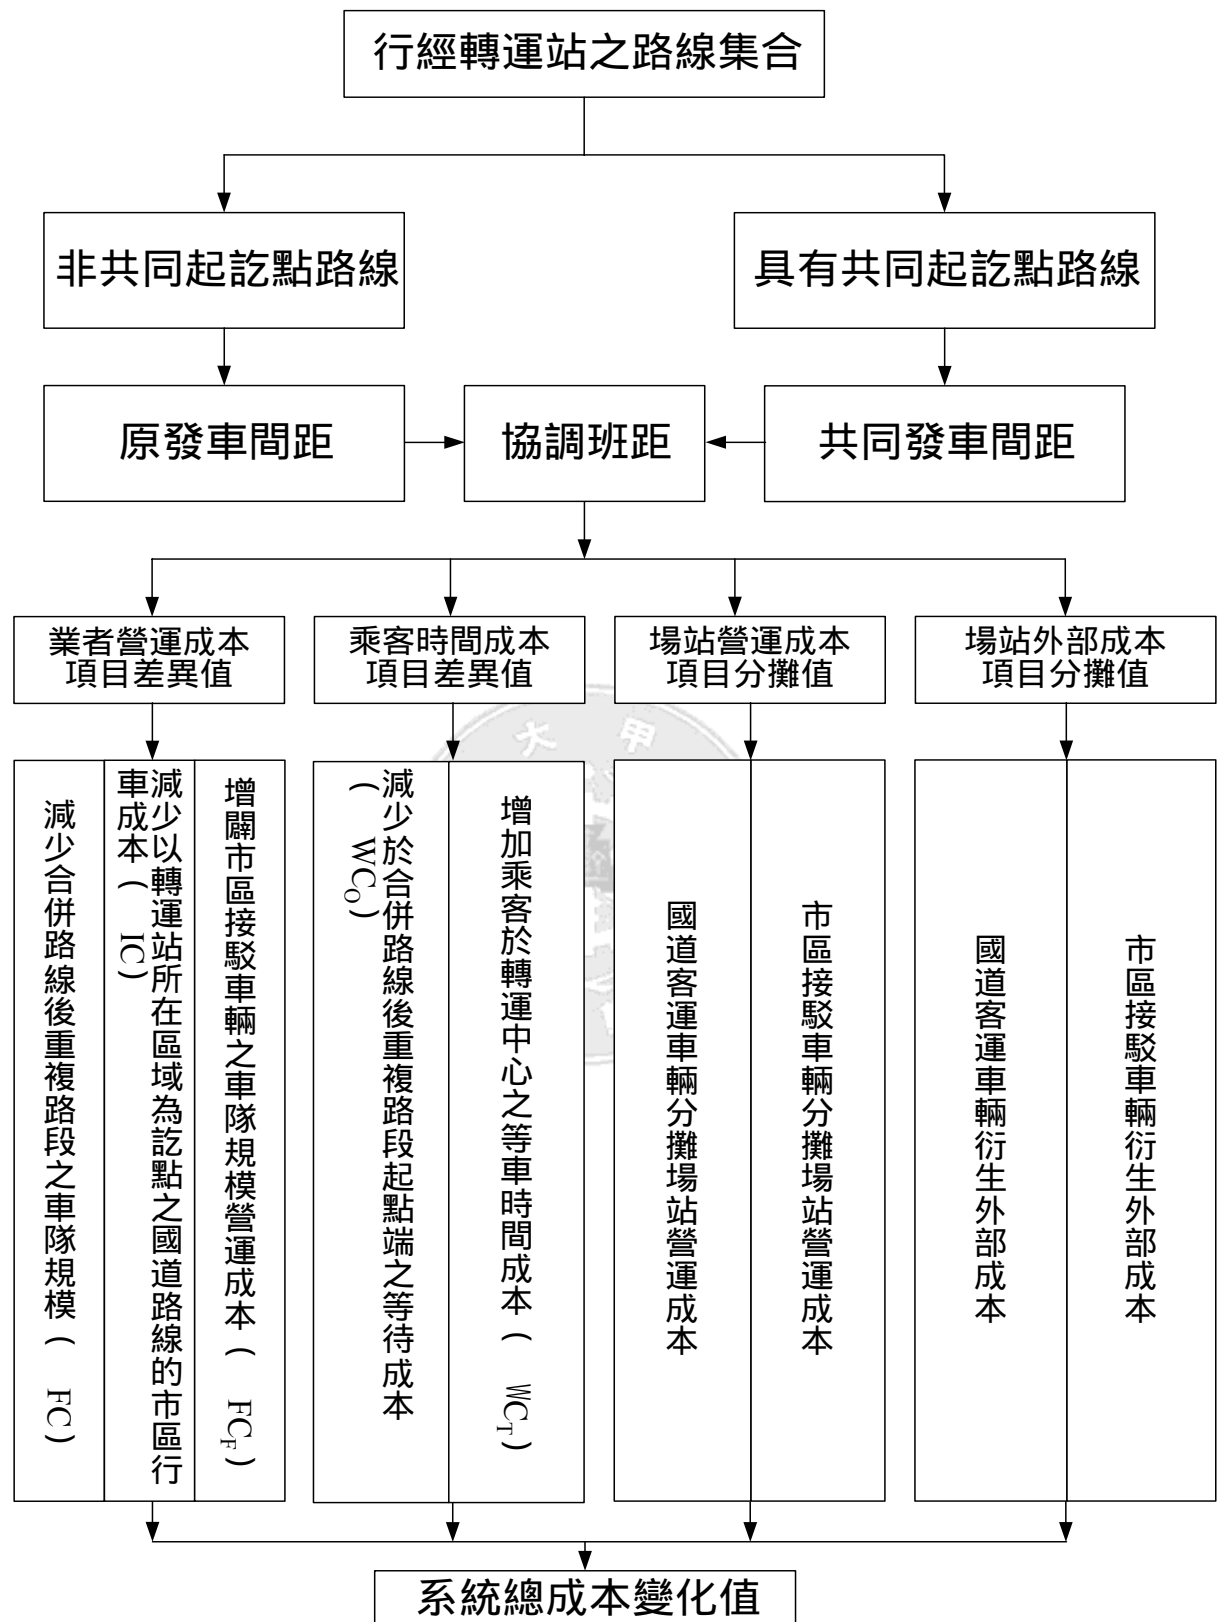 行經轉運站之路線集合
非共同起訖點路線
具有共同起訖點路線
原發車間距
協調班距
共同發車間距
業者營運成本
項目差異值
乘客時間成本
項目差異值
場站營運成本
項目分攤值
場站外部成本
項目分攤值
減少合併路線後重複路段之車隊規模( FC)
減少以轉運站所在區域為訖點之國道路線的市區行
車成本( IC)
增闢市區接駁車輛之車隊規模營運成本( FC_F)
減少於合併路線後重複路段起點端之等待成本
( WC_O)
增加乘客於轉運中心之等車時間成本( WC_T)
國道客運車輛分攤場站營運成本
市區接駁車輛分攤場站營運成本
國道客運車輛衍生外部成本
市區接駁車輛衍生外部成本
系統總成本變化值
大甲